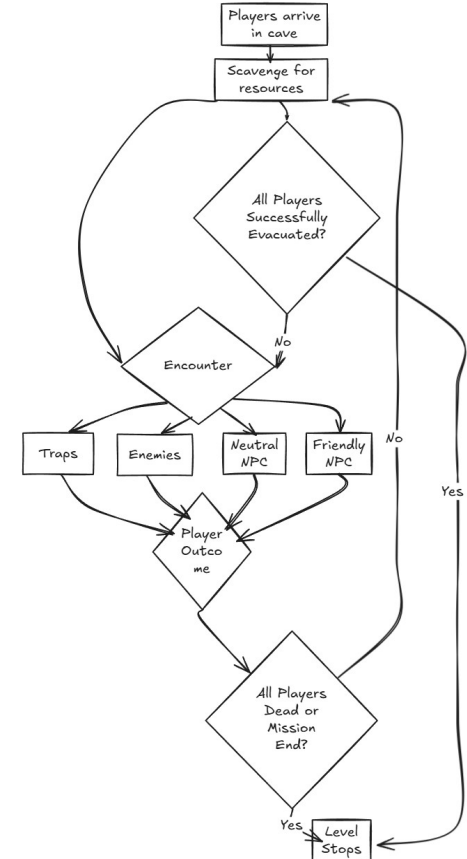 Players arrive
in cave
Scavenge for
resources
All Players
Successfully
Evacuated?
No
Encounter
Traps
Enemies
Neutral
NPC
Friendly
NPC
No
Yes
Player
Outco
me
All Players
Dead or
Mission
End?
Yes
Level
Stops